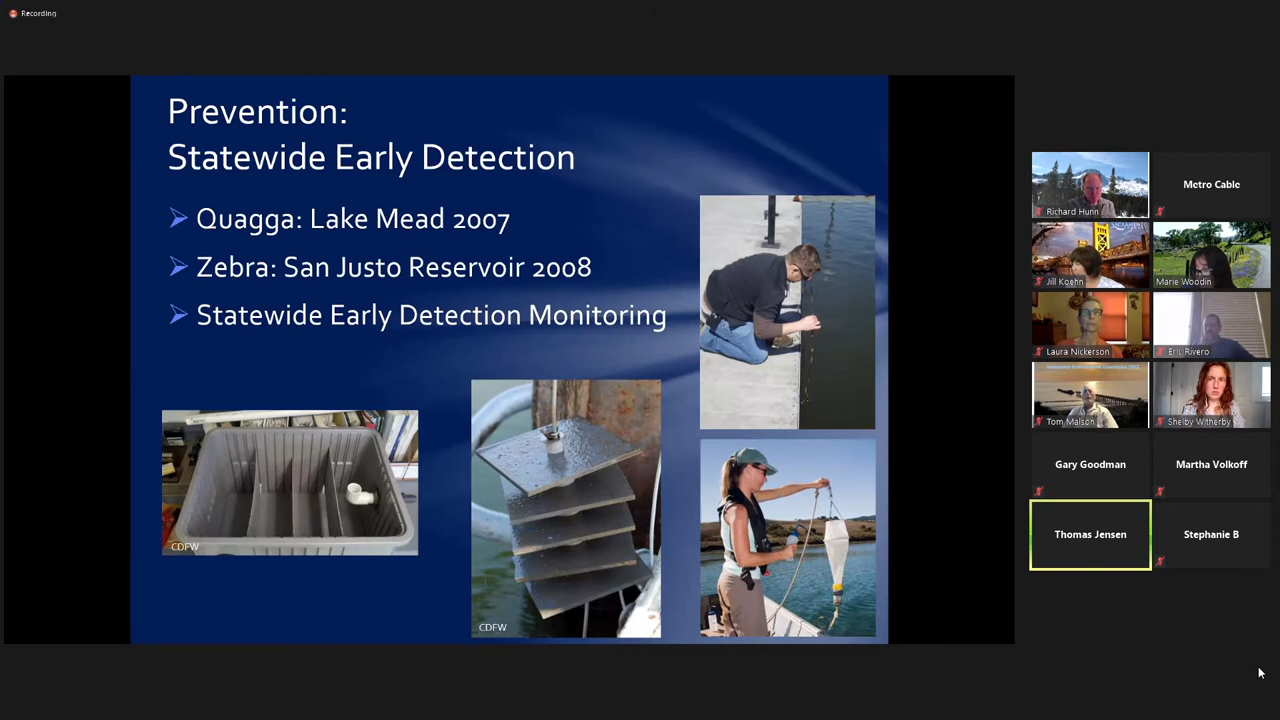 Recording
Prevention:
Statewide Early Detection
Quagga: Lake Mead 2007
Zebra: San Justo Reservoir 2008
Statewide Early Detection Monitoring
CDFW
CDFW
Richard Hunn
Metro Cable
Jill Koehn
Marie Woodin
Laura Nickerson
Eric Rivero
Tom Malson
Shelby Witherby
Gary Goodman
Martha Volkoff
Thomas Jensen
Stephanie B